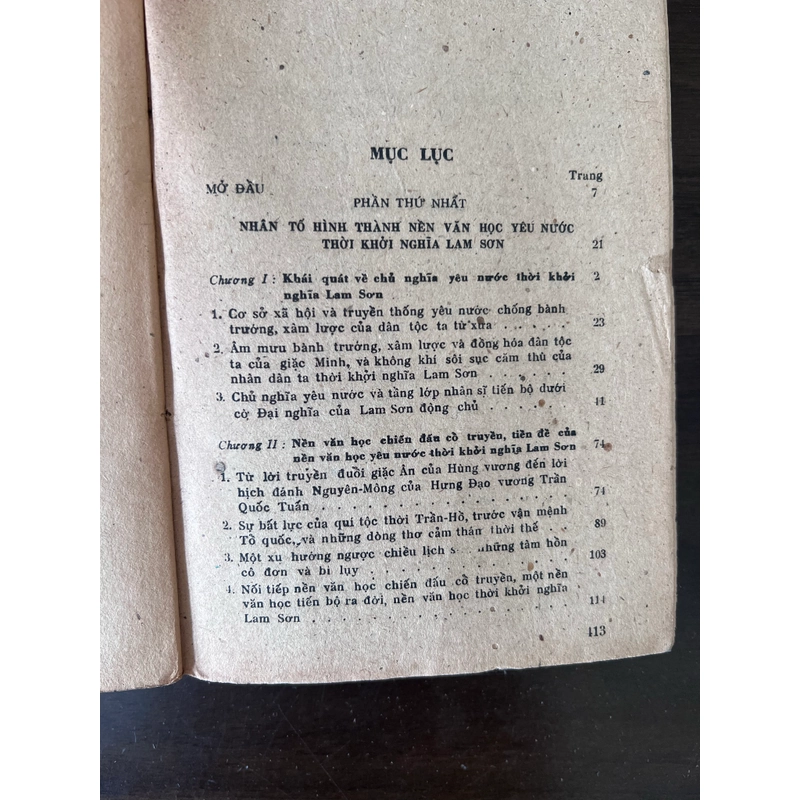 MỤC LỤC
Trang
MỞ ĐẦU 7
PHẦN THỨ NHẤT
NHÂN TỐ HÌNH THÀNH NỀN VĂN HỌC YÊU NƯỚC
THỜI KHỞI NGHĨA LAM SƠN 21
Chương I : Khái quát về chủ nghĩa yêu nước thời khởi 2
nghĩa Lam Sơn
1. Cơ sở xã hội và truyền thống yêu nước chống bành
trướng, xâm lược của dân tộc ta từ xưa . . . . . . 23
2. Âm mưu bành trướng, xâm lược và đồng hóa dân tộc
ta của giặc Minh, và không khí sôi sục căm thù của
nhân dân ta thời khởi nghĩa Lam Sơn . . . . . . 29
3. Chủ nghĩa yêu nước và tầng lớp nhân sĩ tiến bộ dưới
cờ Đại nghĩa của Lam Sơn động chủ . . . . . . 41
Chương II : Nền văn học chiến đấu cổ truyền, tiền đề của 74
nền văn học yêu nước thời khởi nghĩa Lam Sơn
1. Từ lời truyền đuổi giặc Ân của Hùng vương đến lời
hịch đánh Nguyên-Mông của Hưng Đạo vương Trần 74
Quốc Tuấn . . . . . . . . . . . . . . .
2. Sự bất lực của quí tộc thời Trần-Hồ, trước vận mệnh
Tổ quốc, và những dòng thơ cảm thán thời thế . . 89
3. Một xu hướng ngược chiều lịch những tâm hồn
cô đơn và bi lụy . . . . . . . . . . . . 103
4. Nối tiếp nền văn học chiến đấu cổ truyền, một nền
văn học tiến bộ ra đời, nền văn học thời khởi nghĩa
Lam Sơn . . . . . . . . . . . . . . . 114
413